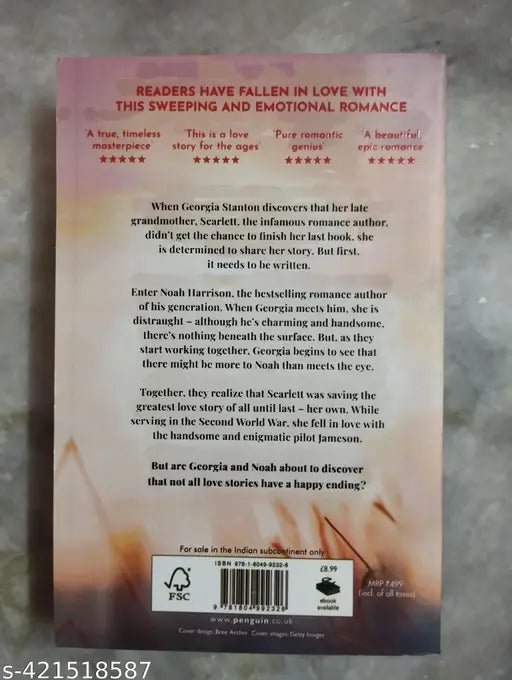 READERS HAVE FALLEN IN LOVE WITH
THIS SWEEPING AND EMOTIONAL ROMANCE
'A true, timeless masterpiece'
★★★★★
'This is a love story for the ages'
★★★★★
'Pure romantic genius'
★★★★★
'A beautiful, epic romance'
★★★★★
When Georgia Stanton discovers that her late
grandmother, Scarlett, the infamous romance author,
didn't get the chance to finish her last book, she
is determined to share her story. But first,
it needs to be written.
Enter Noah Harrison, the bestselling romance author
of his generation. When Georgia meets him, she is
distraught – although he's charming and handsome,
there's nothing beneath the surface. But, as they
start working together, Georgia begins to see that
there might be more to Noah than meets the eye.
Together, they realize that Scarlett was saving the
greatest love story of all until last – her own. While
serving in the Second World War, she fell in love with
the handsome and enigmatic pilot Jameson.
But are Georgia and Noah about to discover
that not all love stories have a happy ending?
For sale in the Indian subcontinent only
FSC
ISBN 978-1-8049-9232-6
9 781804 992326
£8.99
ebook
available
MRP ₹499
(incl. of all taxes)
www.penguin.co.uk
Cover design: Bree Archer Cover images: Getty Images
s-421518587